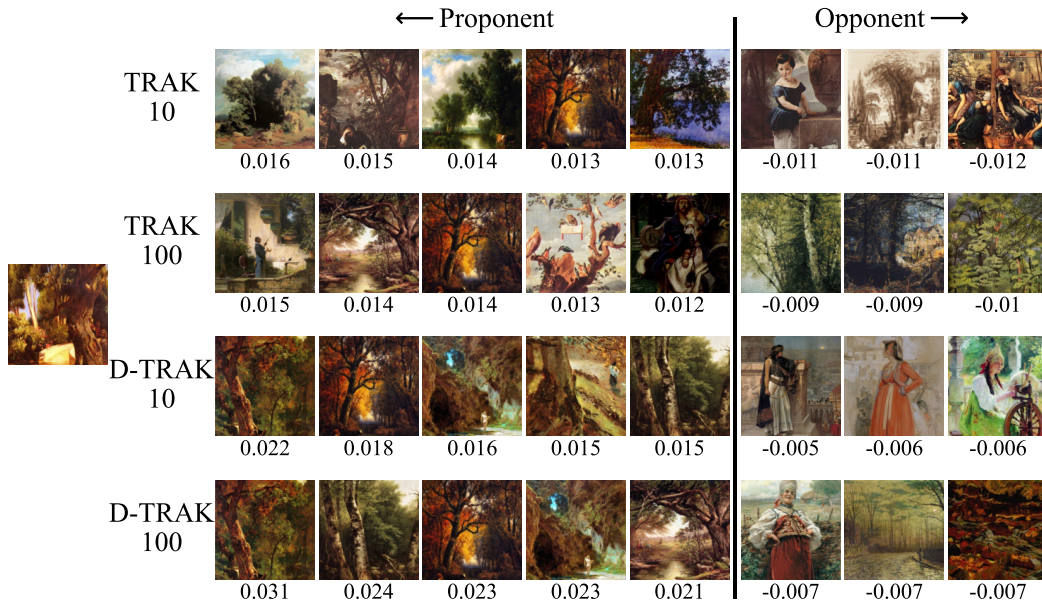 ← Proponent
Opponent →
TRAK
10
0.016 0.015 0.014 0.013 0.013 -0.011 -0.011 -0.012
TRAK
100
0.015 0.014 0.014 0.013 0.012 -0.009 -0.009 -0.01
D-TRAK
10
0.022 0.018 0.016 0.015 0.015 -0.005 -0.006 -0.006
D-TRAK
100
0.031 0.024 0.023 0.023 0.021 -0.007 -0.007 -0.007